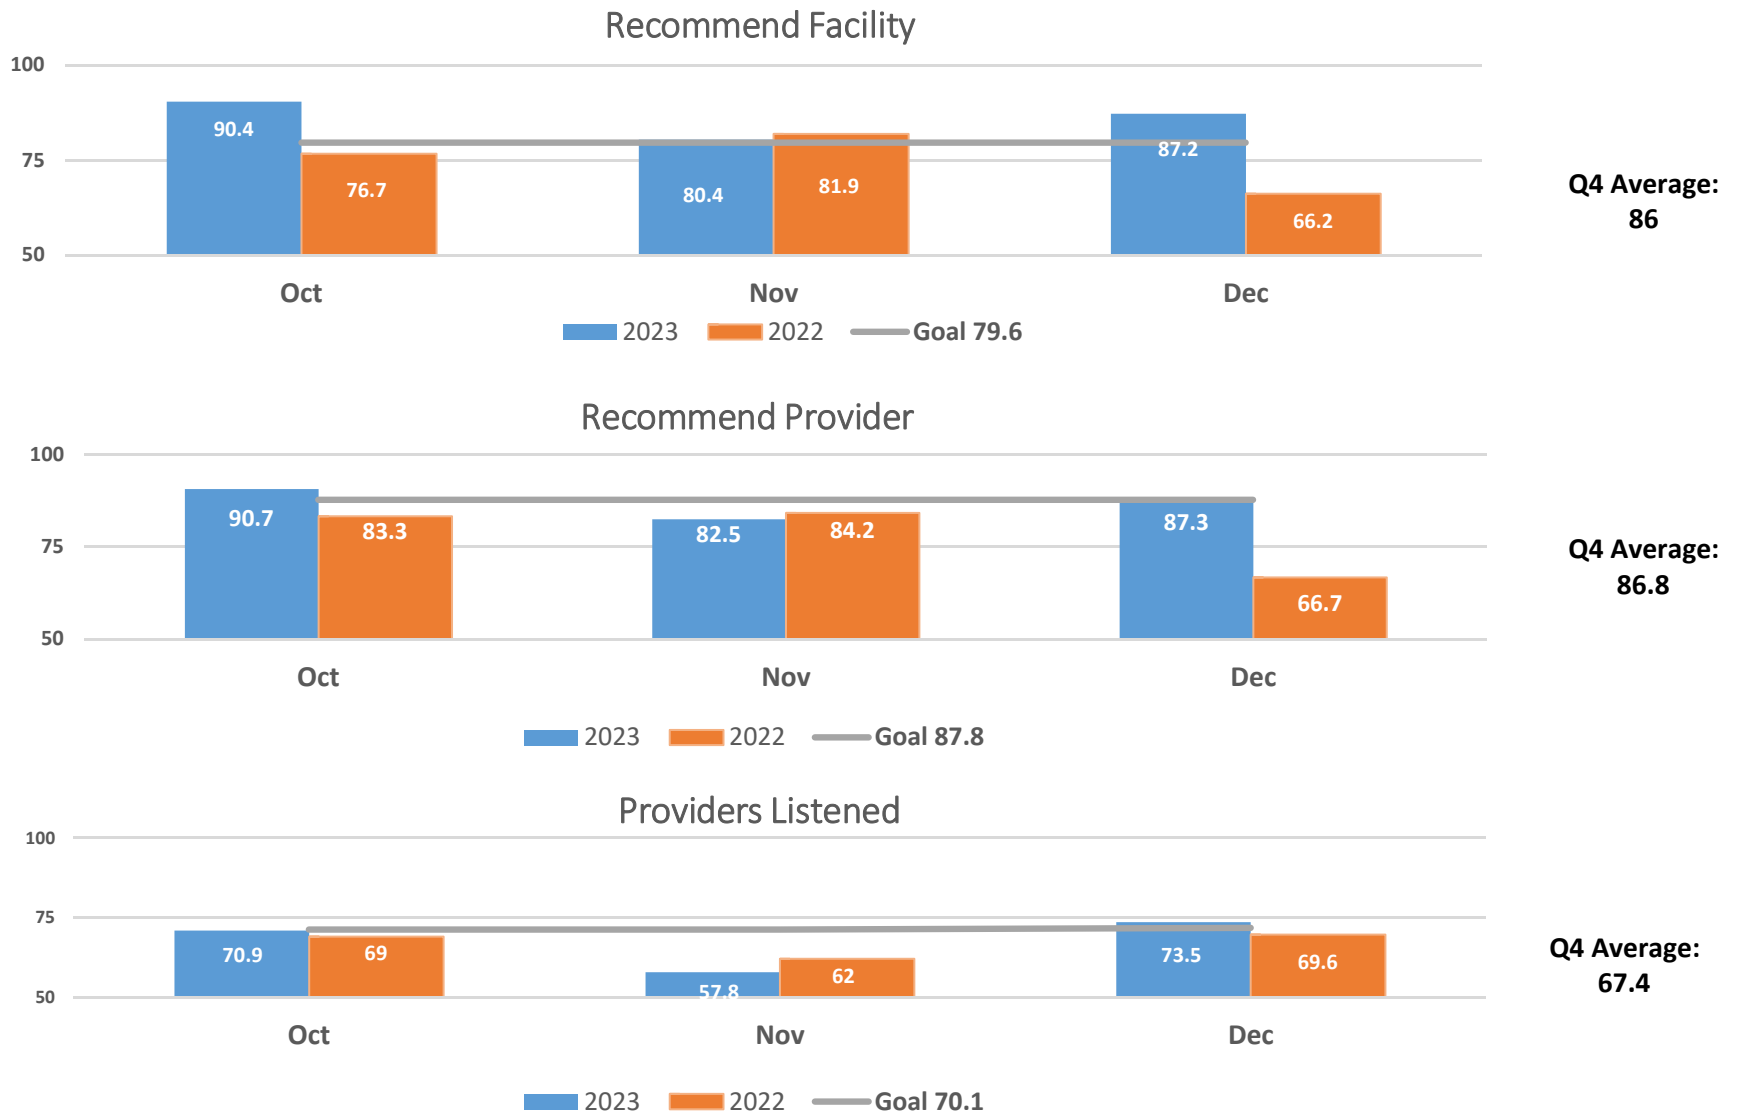 Recommend Facility
100
75
50
90.4
76.7
80.4
81.9
87.2
66.2
Oct Nov Dec
2023 2022 Goal 79.6
Q4 Average:
86
Recommend Provider
100
75
50
90.7
83.3
82.5
84.2
87.3
66.7
Oct Nov Dec
2023 2022 Goal 87.8
Q4 Average:
86.8
Providers Listened
100
75
50
70.9
69
57.8
62
73.5
69.6
Oct Nov Dec
2023 2022 Goal 70.1
Q4 Average:
67.4